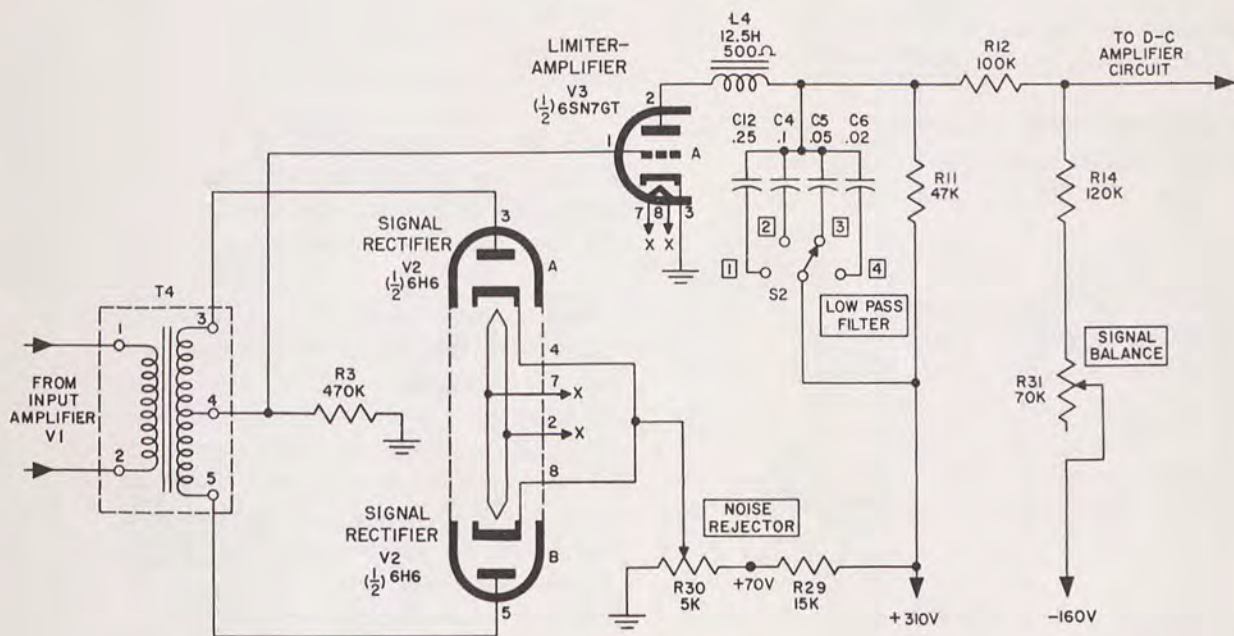 L4
12.5H
500Ω
LIMITER-
AMPLIFIER
V3
(1/2) 6SN7GT
2
1
A
7 8 3
X X
R12
100K
TO D-C
AMPLIFIER
CIRCUIT
C12
.25
C4
.1
C5
.05
C6
.02
R11
47K
R14
120K
2
3
1
4
S2
LOW PASS
FILTER
SIGNAL
BALANCE
R31
70K
3
SIGNAL
RECTIFIER
V2
(1/2) 6H6
A
T4
1
3
4
2
5
FROM
INPUT
AMPLIFIER
V1
R3
470K
4
7
X
2
X
8
SIGNAL
RECTIFIER
V2
(1/2) 6H6
B
5
NOISE
REJECTOR
R30
5K
+70V
R29
15K
+310V
-160V